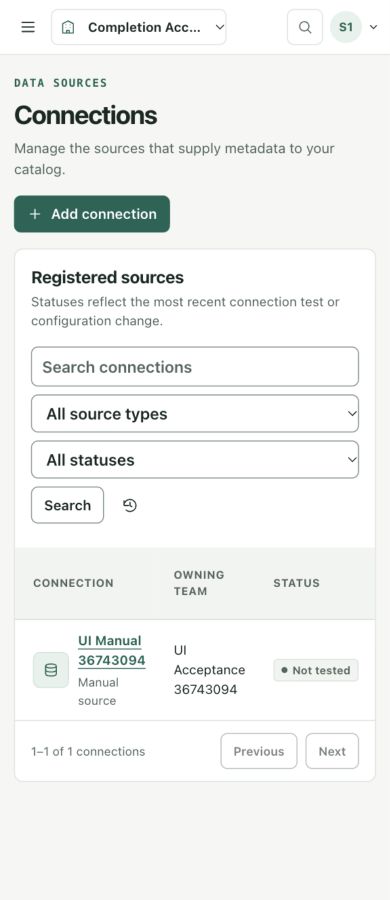 Completion Acc...
S1
DATA SOURCES
Connections
Manage the sources that supply metadata to your
catalog.
+ Add connection
Registered sources
Statuses reflect the most recent connection test or
configuration change.
Search connections
All source types
All statuses
Search
CONNECTION
OWNING
TEAM
STATUS
UI Manual
36743094
Manual
source
UI
Acceptance
36743094
Not tested
1–1 of 1 connections
Previous
Next